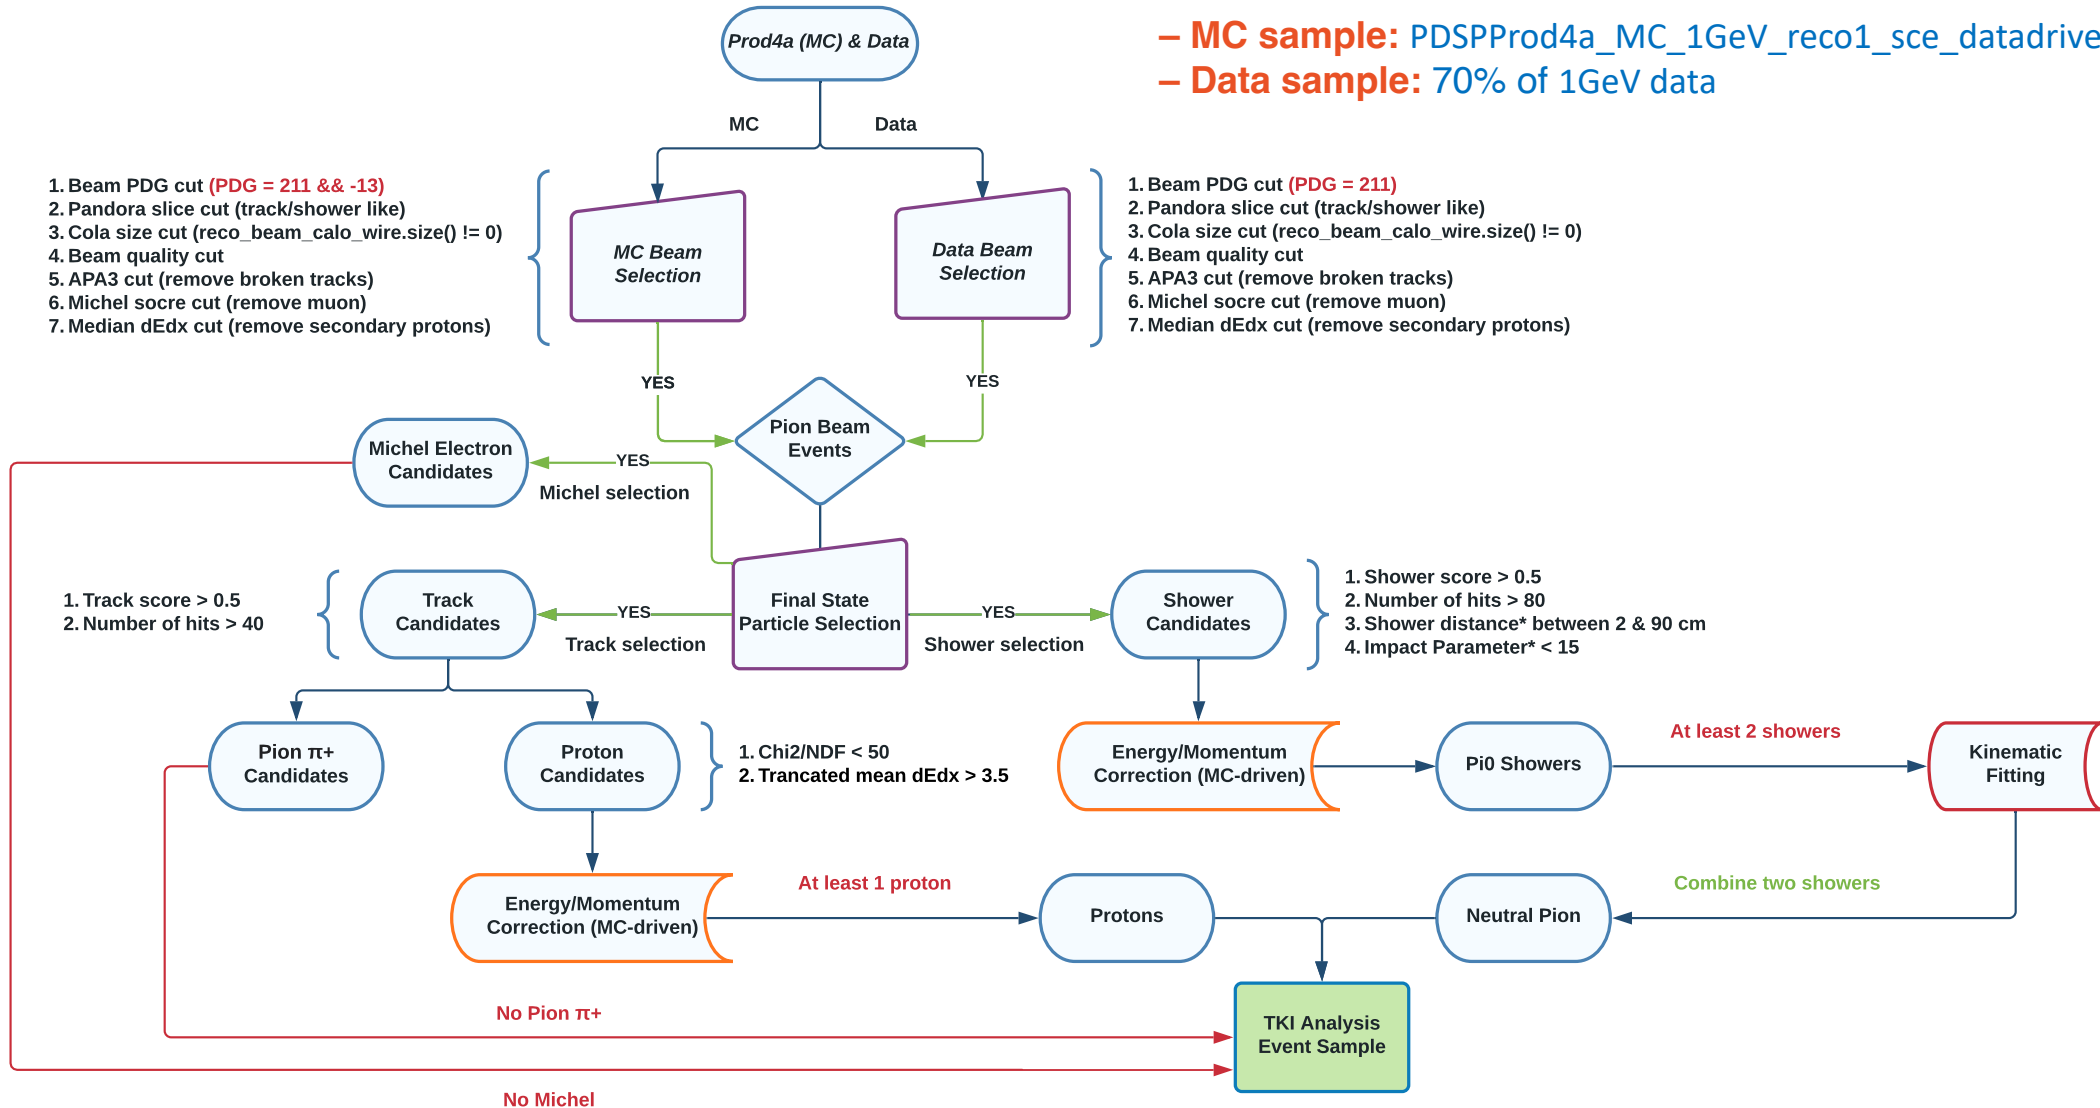 Prod4a (MC) & Data
– MC sample: PDSPProd4a_MC_1GeV_reco1_sce_datadrive
– Data sample: 70% of 1GeV data
MC
Data
1. Beam PDG cut (PDG = 211 && -13)
2. Pandora slice cut (track/shower like)
3. Cola size cut (reco_beam_calo_wire.size() != 0)
4. Beam quality cut
5. APA3 cut (remove broken tracks)
6. Michel socre cut (remove muon)
7. Median dEdx cut (remove secondary protons)
MC Beam
Selection
Data Beam
Selection
1. Beam PDG cut (PDG = 211)
2. Pandora slice cut (track/shower like)
3. Cola size cut (reco_beam_calo_wire.size() != 0)
4. Beam quality cut
5. APA3 cut (remove broken tracks)
6. Michel socre cut (remove muon)
7. Median dEdx cut (remove secondary protons)
YES
YES
Pion Beam
Events
Michel Electron
Candidates
YES
Michel selection
1. Track score > 0.5
2. Number of hits > 40
Track
Candidates
YES
Track selection
Final State
Particle Selection
YES
Shower selection
Shower
Candidates
1. Shower score > 0.5
2. Number of hits > 80
3. Shower distance* between 2 & 90 cm
4. Impact Parameter* < 15
Pion π+
Candidates
Proton
Candidates
1. Chi2/NDF < 50
2. Trancated mean dEdx > 3.5
Energy/Momentum
Correction (MC-driven)
Pi0 Showers
At least 2 showers
Kinematic
Fitting
Energy/Momentum
Correction (MC-driven)
At least 1 proton
Protons
Neutral Pion
Combine two showers
No Pion π+
TKI Analysis
Event Sample
No Michel